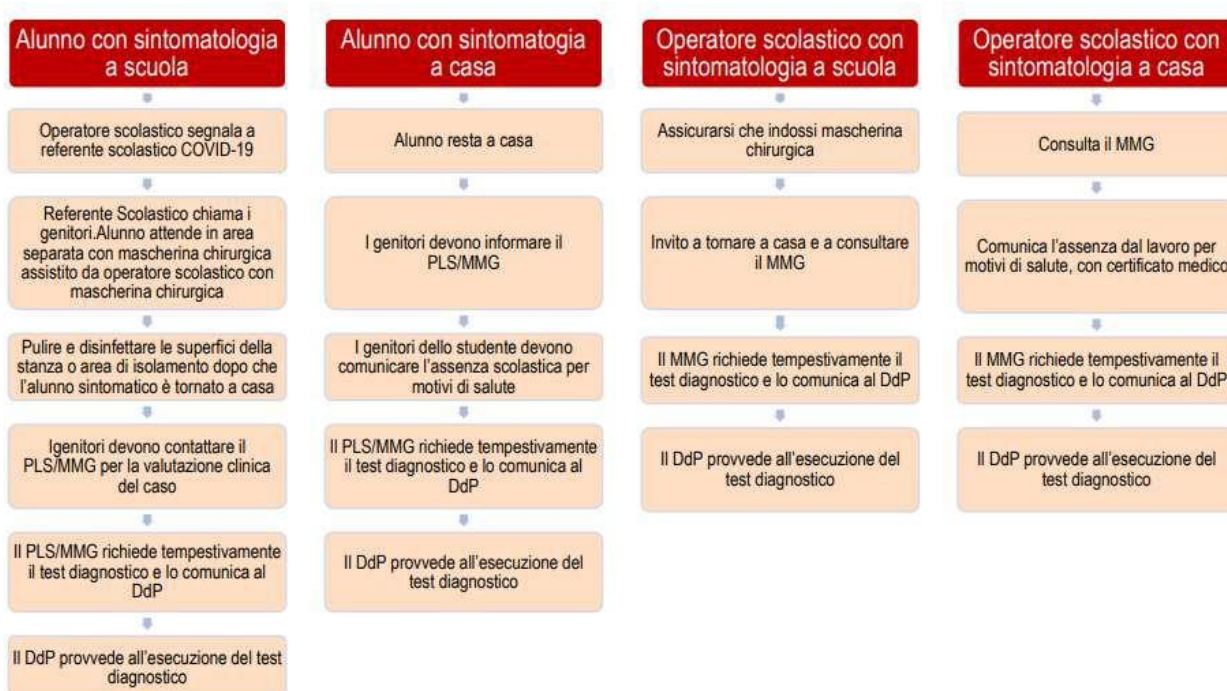 Alunno con sintomatologia
a scuola
Operatore scolastico segnala a
referente scolastico COVID-19
Referente Scolastico chiama i
genitori.Alunno attende in area
separata con mascherina chirurgica
assistito da operatore scolastico con
mascherina chirurgica
Pulire e disinfettare le superfici della
stanza o area di isolamento dopo che
l'alunno sintomatico è tornato a casa
Igenitori devono contattare il
PLS/MMG per la valutazione clinica
del caso
Il PLS/MMG richiede tempestivamente
il test diagnostico e lo comunica al
DdP
Il DdP provvede all'esecuzione del test
diagnostico
Alunno con sintomatogia
a casa
Alunno resta a casa
I genitori devono informare il
PLS/MMG
I genitori dello studente devono
comunicare l'assenza scolastica per
motivi di salute
Il PLS/MMG richiede tempestivamente
il test diagnostico e lo comunica al
DdP
Il DdP provvede all'esecuzione del
test diagnostico
Operatore scolastico con
sintomatologia a scuola
Assicurarsi che indossi mascherina
chirurgica
Invito a tornare a casa e a consultare
il MMG
Il MMG richiede tempestivamente il
test diagnostico e lo comunica al DdP
Il DdP provvede all'esecuzione del
test diagnostico
Operatore scolastico con
sintomatologia a casa
Consulta il MMG
Comunica l'assenza dal lavoro per
motivi di salute, con certificato medico
Il MMG richiede tempestivamente il
test diagnostico e lo comunica al DdP
Il DdP provvede all'esecuzione del
test diagnostico